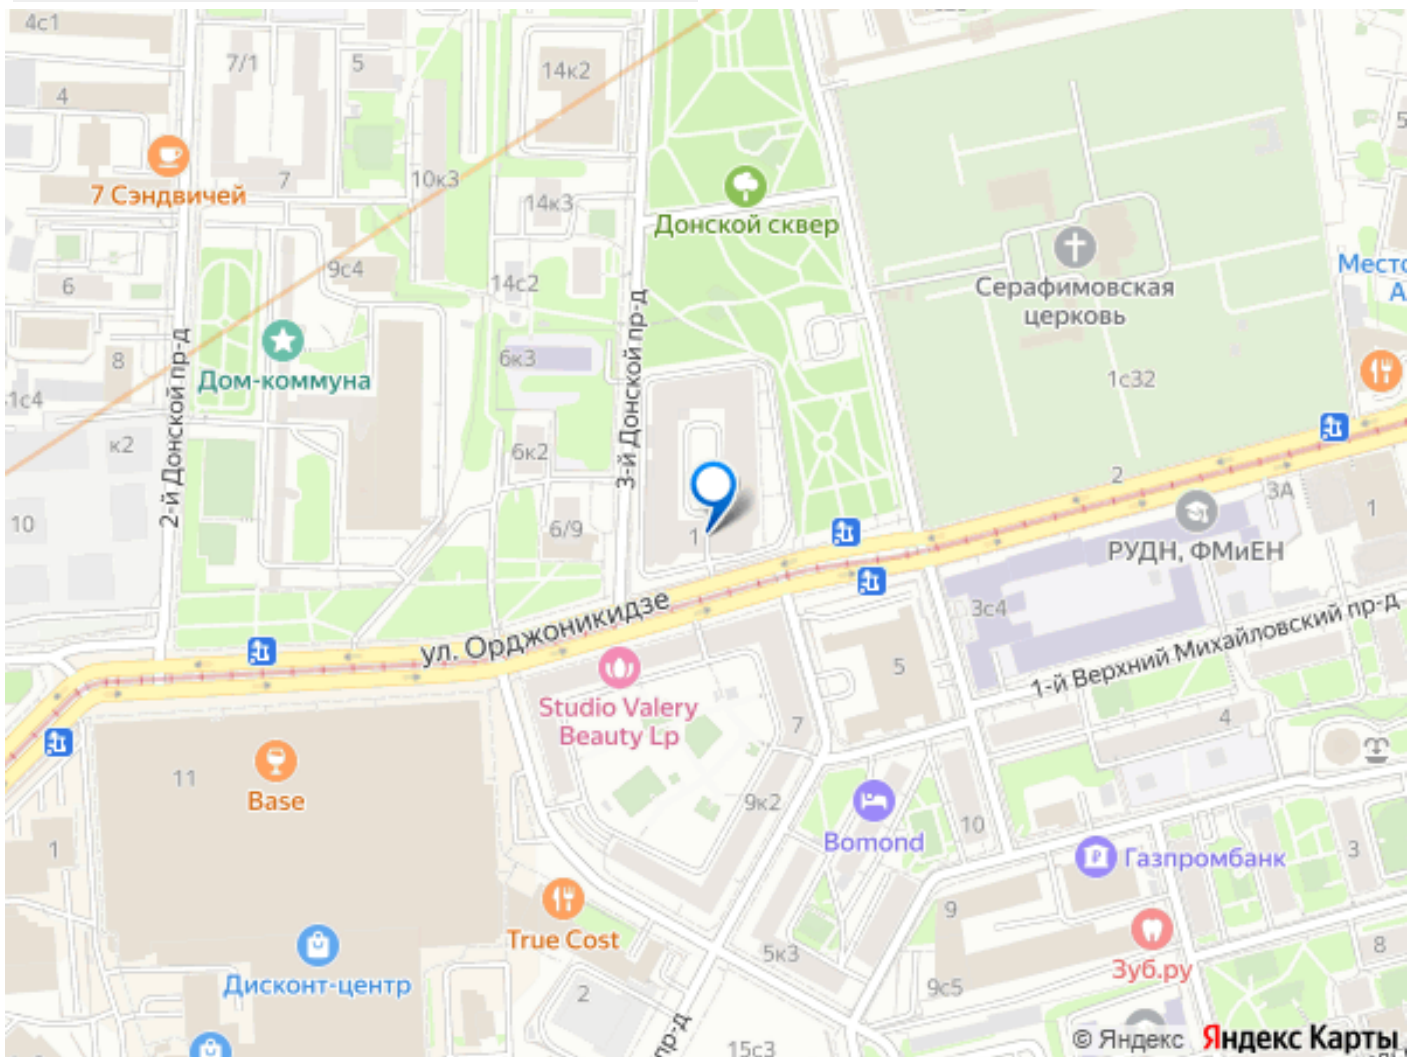 4с1
7/1
5
14к2
4
7 Сэндвичей
7
10к3
14к3
Донской сквер
9с4
14с2
6
Серафимовская
церковь
Место
А
5
8
Дом-коммуна
6к3
3-й Донской пр-д
2-й Донской пр-д
1с32
1с4
к2
6к2
10
6/9
1
2
3А
1
РУДН, ФМиЕН
ул. Орджоникидзе
3с4
1-й Верхний Михайловский пр-д
5
Studio Valery
Beauty Lp
7
4
11
Base
9к2
Bomond
10
Газпромбанк
3
1
True Cost
9
Зуб.ру
8
Дисконт-центр
5к3
9с5
2
пр-д
15с3
© Яндекс Яндекс Карты